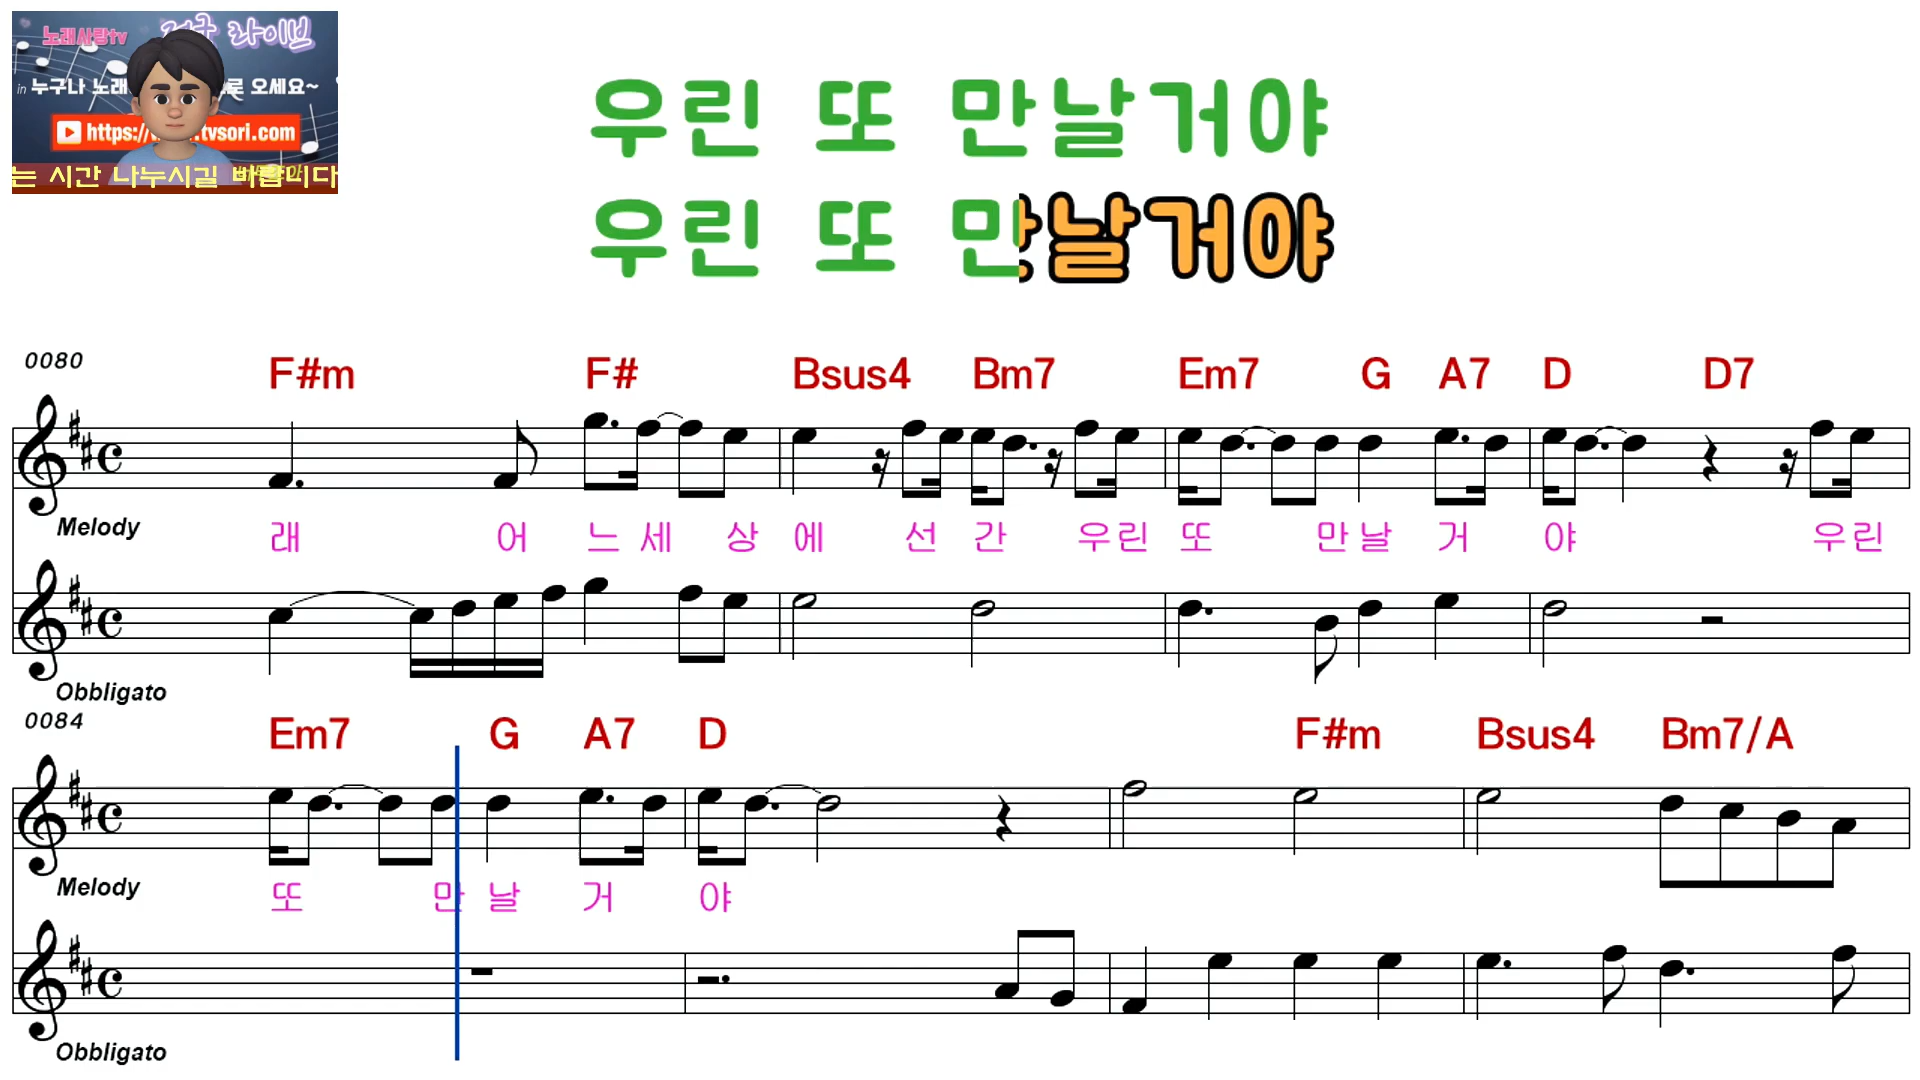 노래사랑tv 라이브
in 누구나 노래 로 오세요~
https:// tvsori.com
는 시간 나누시길 바랍니다
우린 또 만날거야
우린 또 만날거야
0080
F#m F# Bsus4 Bm7 Em7 G A7 D D7
Melody
래 어 느 세 상 에 선 간 우린 또 만 날 거 야 우린
Obbligato
0084
Em7 G A7 D F#m Bsus4 Bm7/A
Melody
또 만 날 거 야
Obbligato